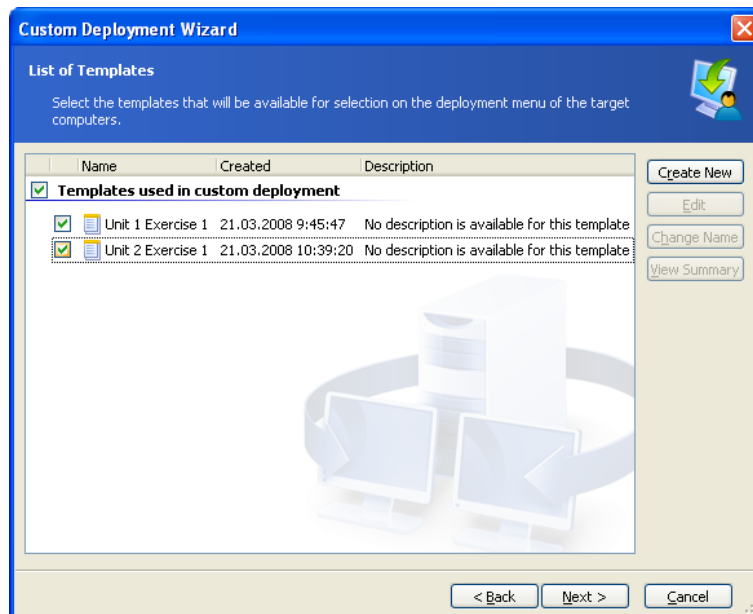 Custom Deployment Wizard
List of Templates
Select the templates that will be available for selection on the deployment menu of the target
computers.
Name Created Description
Templates used in custom deployment
Unit 1 Exercise 1 21.03.2008 9:45:47 No description is available for this template
Unit 2 Exercise 1 21.03.2008 10:39:20 No description is available for this template
Create New
Edit
Change Name
View Summary
< Back Next > Cancel